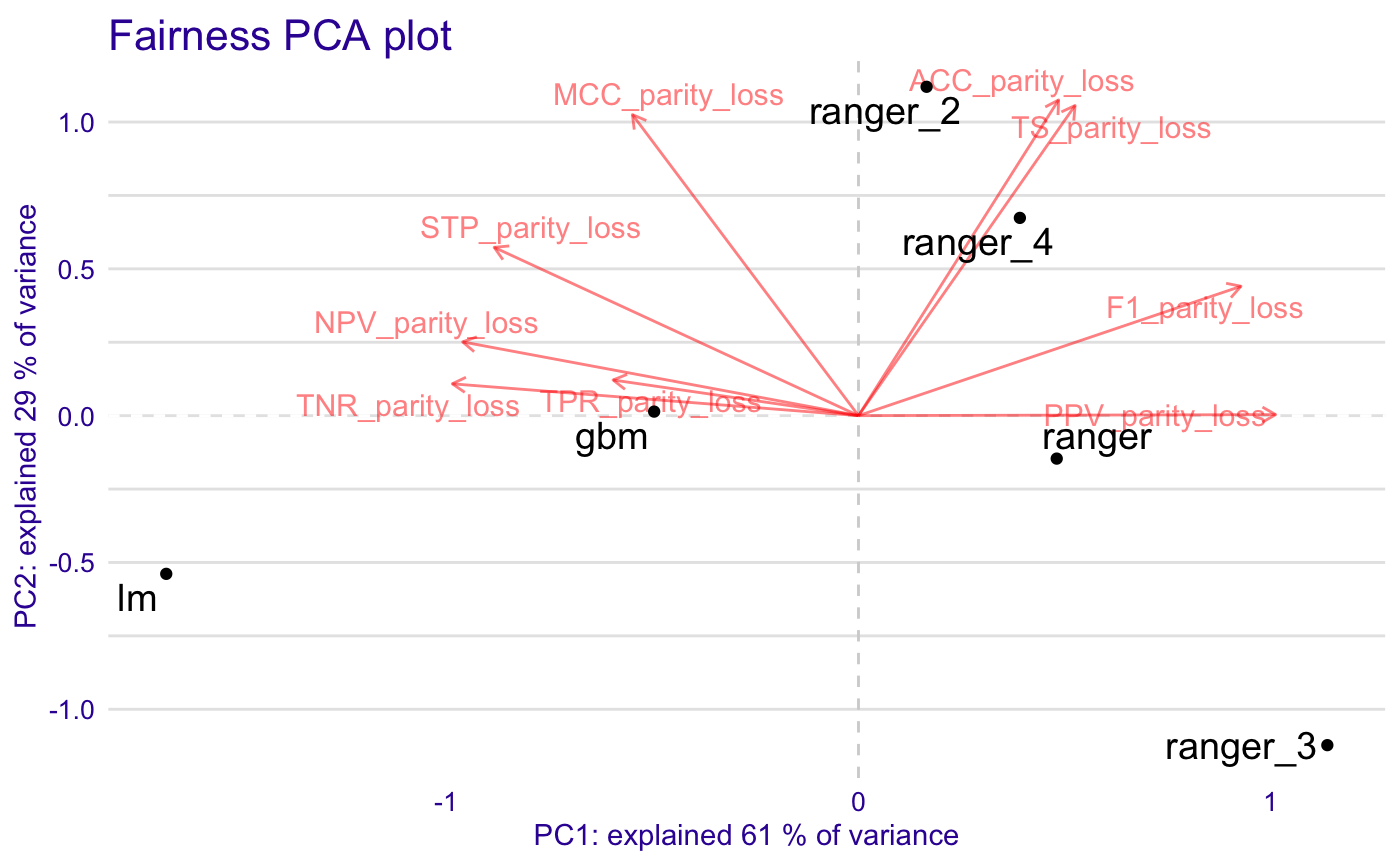 Fairness PCA plot
ACC_parity_loss
MCC_parity_loss
ranger_2
1.0
TS_parity_loss
STP_parity_loss
ranger_4
0.5
F1_parity_loss
NPV_parity_loss
TNR_parity_loss
TPR_parity_loss
0.0
PPV_parity_loss
gbm
ranger
-0.5
lm
-1.0
ranger_3
-1
0
1
PC1: explained 61 % of variance
PC2: explained 29 % of variance